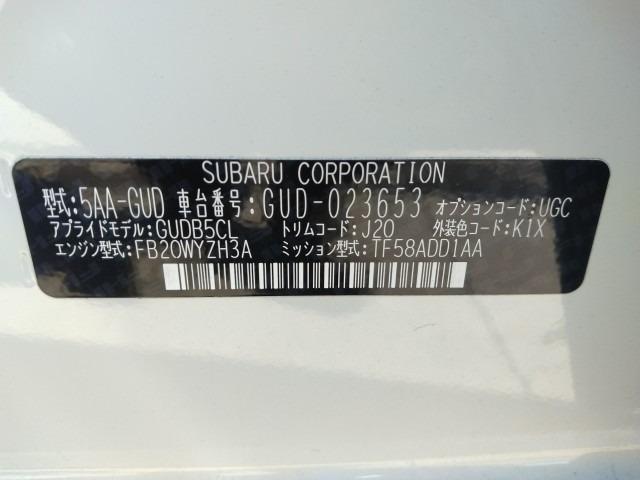 SUBARU CORPORATION
型式:5AA-GUD 車台番号:GUD-023653 オプションコード:UGC
アプライドモデル:GUDB5CL トリムコード:J20 外装色コード:K1X
エンジン型式:FB20WYZH3A ミッション型式:TF58ADD1AA